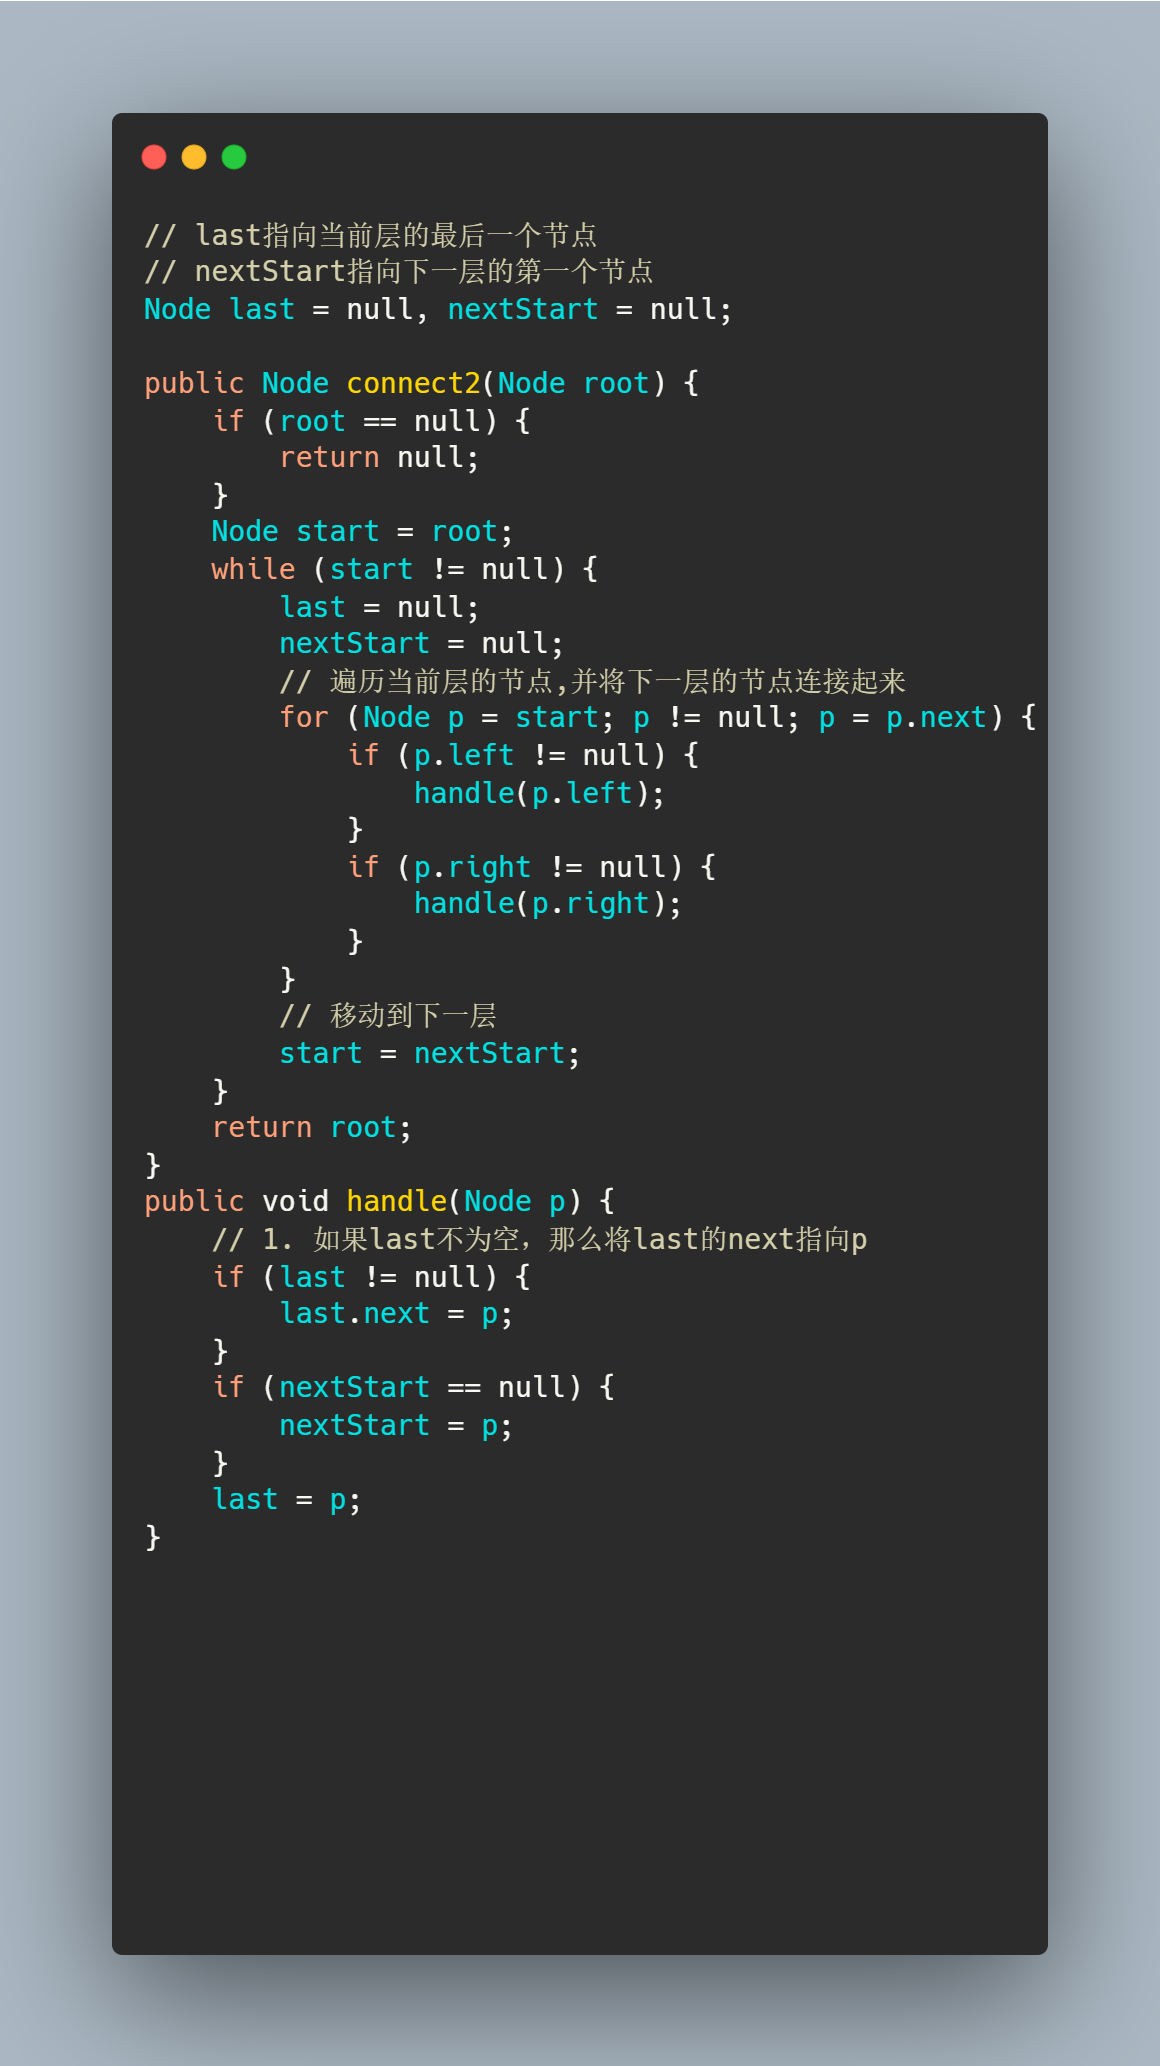 // last指向当前层的最后一个节点
// nextStart指向下一层的第一个节点
Node last = null, nextStart = null;

public Node connect2(Node root) {
    if (root == null) {
        return null;
    }
    Node start = root;
    while (start != null) {
        last = null;
        nextStart = null;
        // 遍历当前层的节点,并将下一层的节点连接起来
        for (Node p = start; p != null; p = p.next) {
            if (p.left != null) {
                handle(p.left);
            }
            if (p.right != null) {
                handle(p.right);
            }
        }
        // 移动到下一层
        start = nextStart;
    }
    return root;
}
public void handle(Node p) {
    // 1. 如果last不为空，那么将last的next指向p
    if (last != null) {
        last.next = p;
    }
    if (nextStart == null) {
        nextStart = p;
    }
    last = p;
}